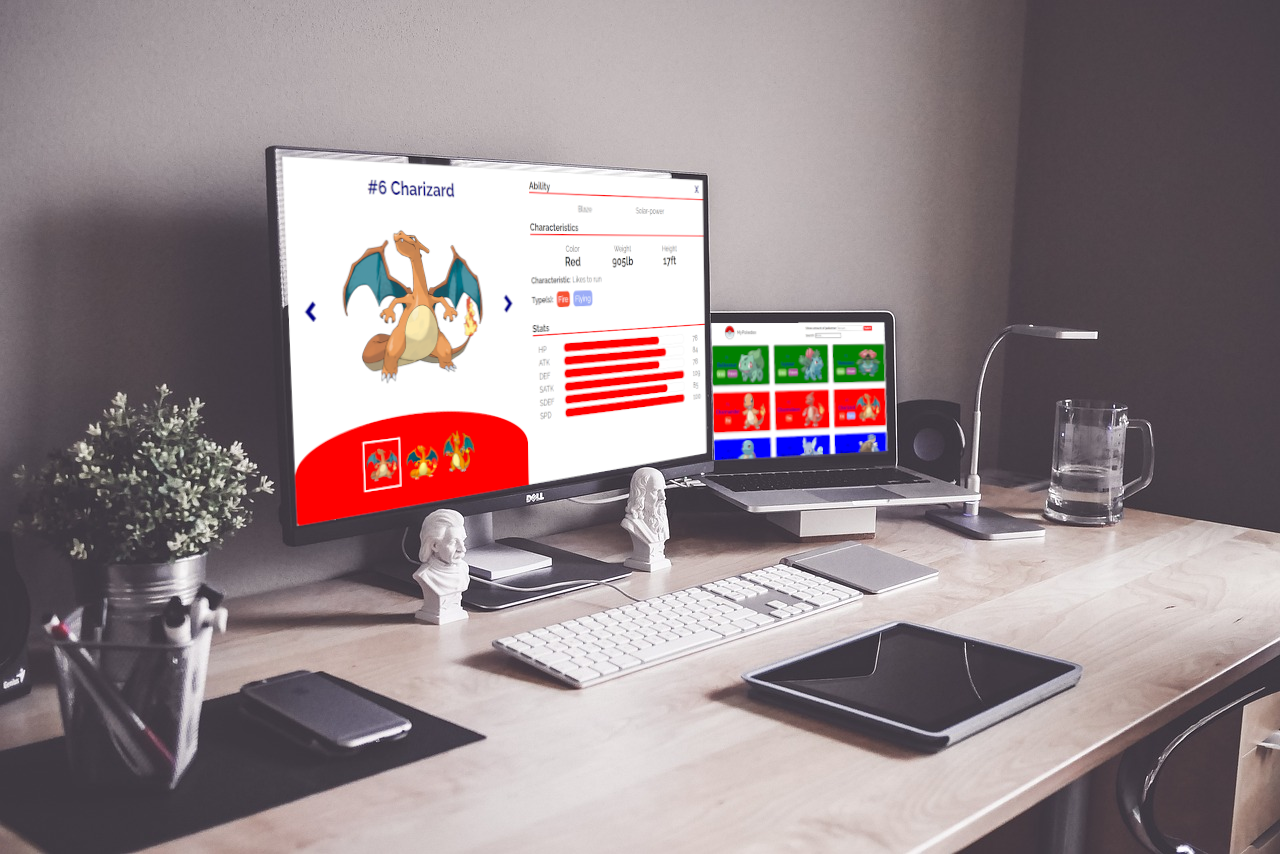 #6 Charizard
Ability
X
Blaze Solar-power
Characteristics
Color Weight Height
Red 905lb 17ft
Characteristic: Likes to run
Type(s): Fire Flying
Stats
HP 78
ATK 84
DEF 78
SATK 109
SDEF 85
SPD 100
DELL
Genius